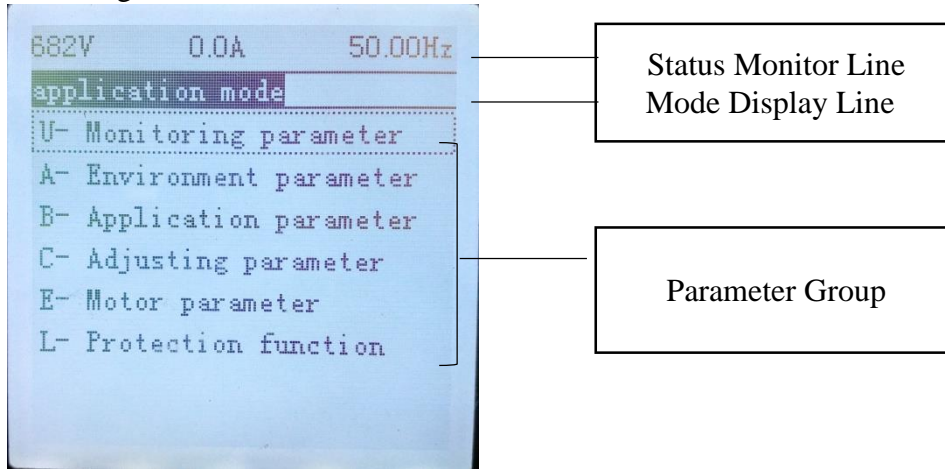 682V 0.0A 50.00Hz
application mode
U- Monitoring parameter
A- Environment parameter
B- Application parameter
C- Adjusting parameter
E- Motor parameter
L- Protection function
Status Monitor Line
Mode Display Line
Parameter Group